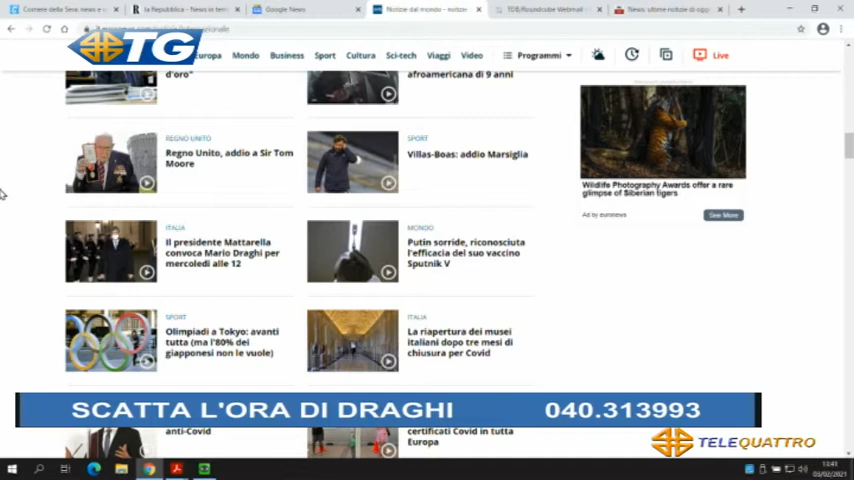 Corriere della Sera: news e u
la Repubblica - News in tem
Google News
Notizie dal mondo - notizie
TDB/Roundcube Webmail -
News: ultime notizie di oggi
TG
Europa
Mondo
Business
Sport
Cultura
Sci-tech
Viaggi
Video
Programmi
Live
d'oro"
afroamericana di 9 anni
REGNO UNITO
Regno Unito, addio a Sir Tom
Moore
SPORT
Villas-Boas: addio Marsiglia
Wildlife Photography Awards offer a rare
glimpse of Siberian tigers
Ad by euronews
See More
ITALIA
Il presidente Mattarella
convoca Mario Draghi per
mercoledì alle 12
MONDO
Putin sorride, riconosciuta
l'efficacia del suo vaccino
Sputnik V
SPORT
Olimpiadi a Tokyo: avanti
tutta (ma l'80% dei
giapponesi non le vuole)
ITALIA
La riapertura dei musei
italiani dopo tre mesi di
chiusura per Covid
SCATTA L'ORA DI DRAGHI 040.313993
anti-Covid
certificati Covid in tutta
Europa
TELEQUATTRO
13:41
03/02/2021